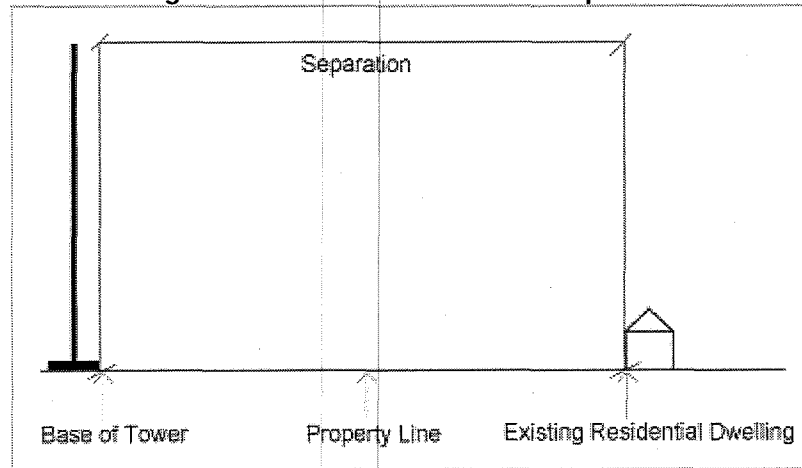 Separation
Base of Tower
Property Line
Existing Residential Dwelling